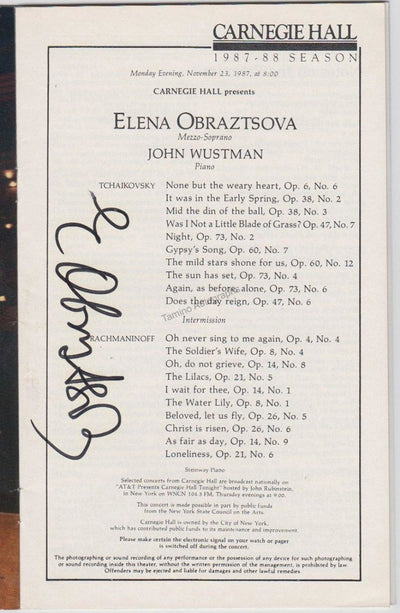 CARNEGIE HALL
1987-88 SEASON
Monday Evening, November 23, 1987, at 8:00
CARNEGIE HALL presents
ELENA OBRAZTSOVA
Mezzo-Soprano
JOHN WUSTMAN
Piano
TCHAIKOVSKY None but the weary heart, Op. 6, No. 6
It was in the Early Spring, Op. 38, No. 2
Mid the din of the ball, Op. 38, No. 3
Was I Not a Little Blade of Grass? Op. 47, No. 7
Night, Op. 73, No. 2
Gypsy's Song, Op. 60, No. 7
The mild stars shone for us, Op. 60, No. 12
The sun has set, Op. 73, No. 4
Again, as before, alone, Op. 73, No. 6
Does the day reign, Op. 47, No. 6
Tamino Autographs
Intermission
RACHMANINOFF Oh never sing to me again, Op. 4, No. 4
The Soldier's Wife, Op. 8, No. 4
Oh, do not grieve, Op. 14, No. 8
The Lilacs, Op. 21, No. 5
I wait for thee, Op. 14, No. 1
The Water Lily, Op. 8, No. 1
Beloved, let us fly, Op. 26, No. 5
Christ is risen, Op. 26, No. 6
As fair as day, Op. 14, No. 9
Loneliness, Op. 21, No. 6
E Obraztsova
Steinway Piano
Selected concerts from Carnegie Hall are broadcast nationally on
"AT&T Presents Carnegie Hall Tonight" hosted by John Rubinstein,
in New York on WNCN 104.3 FM, Thursday evenings at 9:00.
This concert is made possible in part by public funds
from the New York State Council on the Arts.
Carnegie Hall is owned by the City of New York,
which has contributed public funds to its maintenance and improvement.
Please make certain the electronic signal on your watch or pager
is switched off during the concert.
The photographing or sound recording of any performance or the possession of any device for such photographing
or sound recording inside this theater, without the written permission of the management, is prohibited by law.
Offenders may be ejected and liable for damages and other lawful remedies.